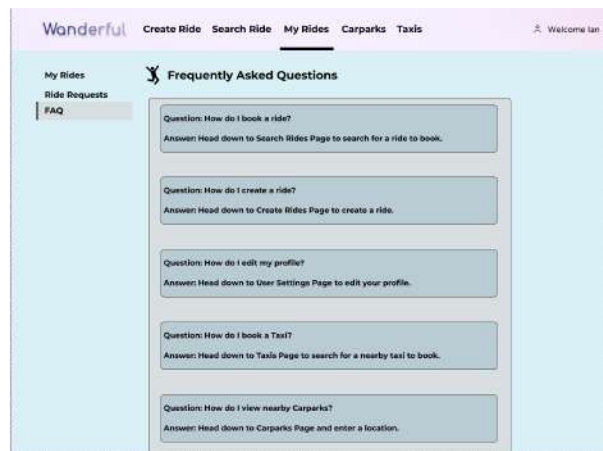 Wanderful
Create Ride Search Ride My Rides Carparks Taxis
Welcome Ian
My Rides
Ride Requests
FAQ
Frequently Asked Questions
Question: How do I book a ride?
Answer: Head down to Search Rides Page to search for a ride to book.
Question: How do I create a ride?
Answer: Head down to Create Rides Page to create a ride.
Question: How do I edit my profile?
Answer: Head down to User Settings Page to edit your profile.
Question: How do I book a Taxi?
Answer: Head down to Taxis Page to search for a nearby taxi to book.
Question: How do I view nearby Carparks?
Answer: Head down to Carparks Page and enter a location.